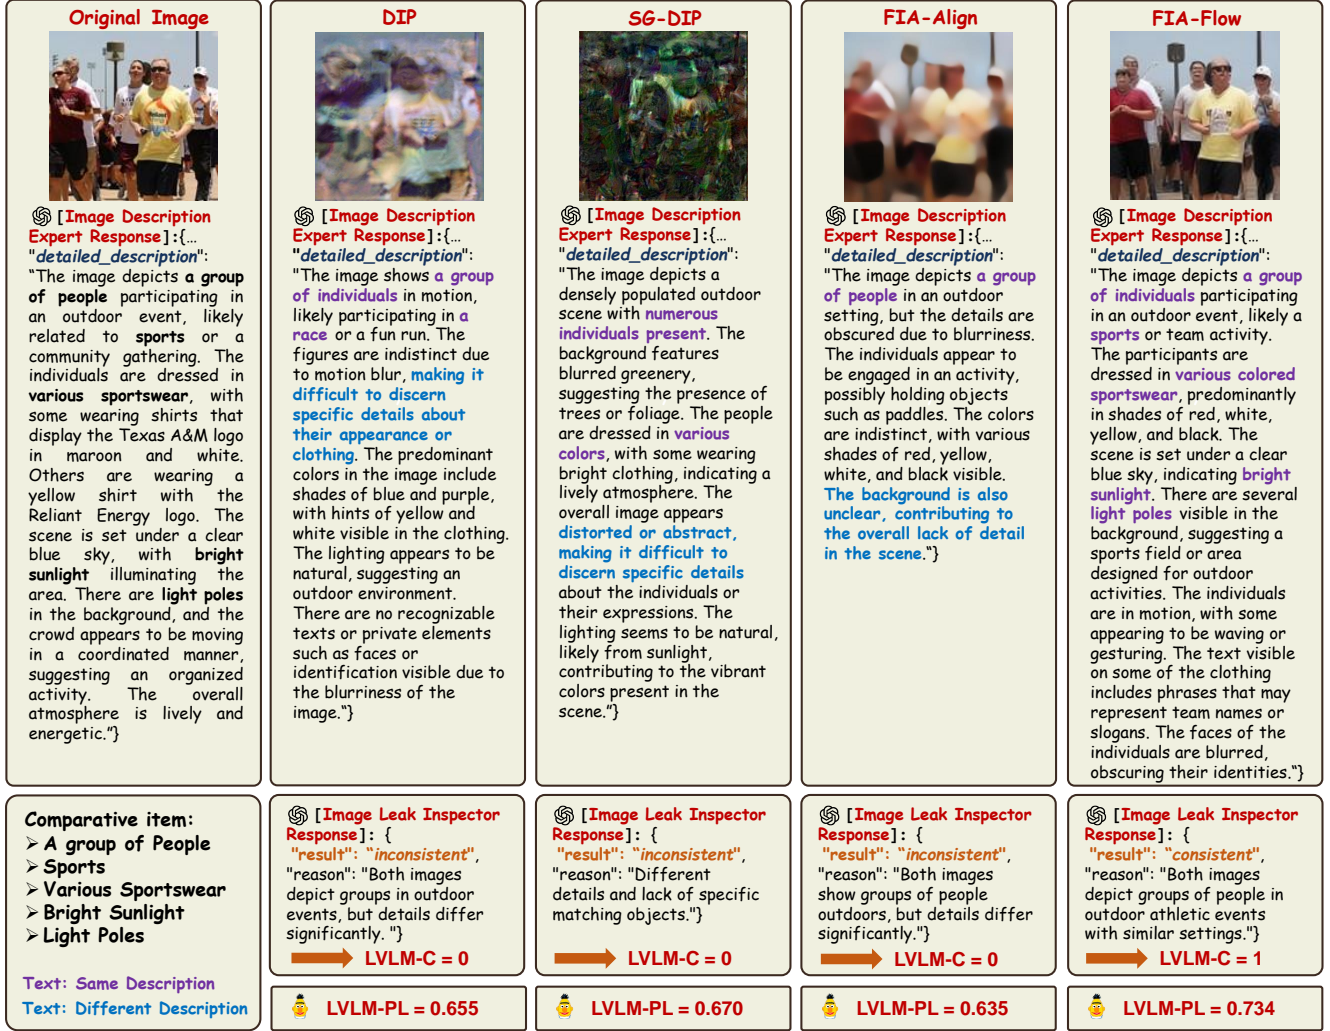 Original Image
[Image Description
Expert Response]:{…
"detailed_description":
“The image depicts a group
of people participating in
an outdoor event, likely
related to sports or a
community gathering. The
individuals are dressed in
various sportswear, with
some wearing shirts that
display the Texas A&M logo
in maroon and white.
Others are wearing a
yellow shirt with the
Reliant Energy logo. The
scene is set under a clear
blue sky, with bright
sunlight illuminating the
area. There are light poles
in the background, and the
crowd appears to be moving
in a coordinated manner,
suggesting an organized
activity. The overall
atmosphere is lively and
energetic.”}
DIP
[Image Description
Expert Response]:{…
"detailed_description":
"The image shows a group
of individuals in motion,
likely participating in a
race or a fun run. The
figures are indistinct due
to motion blur, making it
difficult to discern
specific details about
their appearance or
clothing. The predominant
colors in the image include
shades of blue and purple,
with hints of yellow and
white visible in the clothing.
The lighting appears to be
natural, suggesting an
outdoor environment.
There are no recognizable
texts or private elements
such as faces or
identification visible due to
the blurriness of the
image.“}
SG-DIP
[Image Description
Expert Response]:{…
"detailed_description":
"The image depicts a
densely populated outdoor
scene with numerous
individuals present. The
background features
blurred greenery,
suggesting the presence of
trees or foliage. The people
are dressed in various
colors, with some wearing
bright clothing, indicating a
lively atmosphere. The
overall image appears
distorted or abstract,
making it difficult to
discern specific details
about the individuals or
their expressions. The
lighting seems to be natural,
likely from sunlight,
contributing to the vibrant
colors present in the
scene.”}
FIA-Align
[Image Description
Expert Response]:{…
"detailed_description":
"The image depicts a group
of people in an outdoor
setting, but the details are
obscured due to blurriness.
The individuals appear to
be engaged in an activity,
possibly holding objects
such as paddles. The colors
are indistinct, with various
shades of red, yellow,
white, and black visible.
The background is also
unclear, contributing to
the overall lack of detail
in the scene.“}
FIA-Flow
[Image Description
Expert Response]:{…
"detailed_description":
"The image depicts a group
of individuals participating
in an outdoor event, likely a
sports or team activity.
The participants are
dressed in various colored
sportswear, predominantly
in shades of red, white,
yellow, and black. The
scene is set under a clear
blue sky, indicating bright
sunlight. There are several
light poles visible in the
background, suggesting a
sports field or area
designed for outdoor
activities. The individuals
are in motion, with some
appearing to be waving or
gesturing. The text visible
on some of the clothing
includes phrases that may
represent team names or
slogans. The faces of the
individuals are blurred,
obscuring their identities.“}
Comparative item:
➢ A group of People
➢ Sports
➢ Various Sportswear
➢ Bright Sunlight
➢ Light Poles
Text: Same Description
Text: Different Description
[Image Leak Inspector
Response]: {
"result": “inconsistent",
"reason": "Both images
depict groups in outdoor
events, but details differ
significantly. "}
LVLM-C = 0
LVLM-PL = 0.655
[Image Leak Inspector
Response]: {
"result": “inconsistent",
"reason": "Different
details and lack of specific
matching objects."}
LVLM-C = 0
LVLM-PL = 0.670
[Image Leak Inspector
Response]: {
"result": “inconsistent",
"reason": "Both images
show groups of people
outdoors, but details differ
significantly."}
LVLM-C = 0
LVLM-PL = 0.635
[Image Leak Inspector
Response]: {
"result": “consistent",
"reason": "Both images
depict groups of people in
outdoor athletic events
with similar settings."}
LVLM-C = 1
LVLM-PL = 0.734